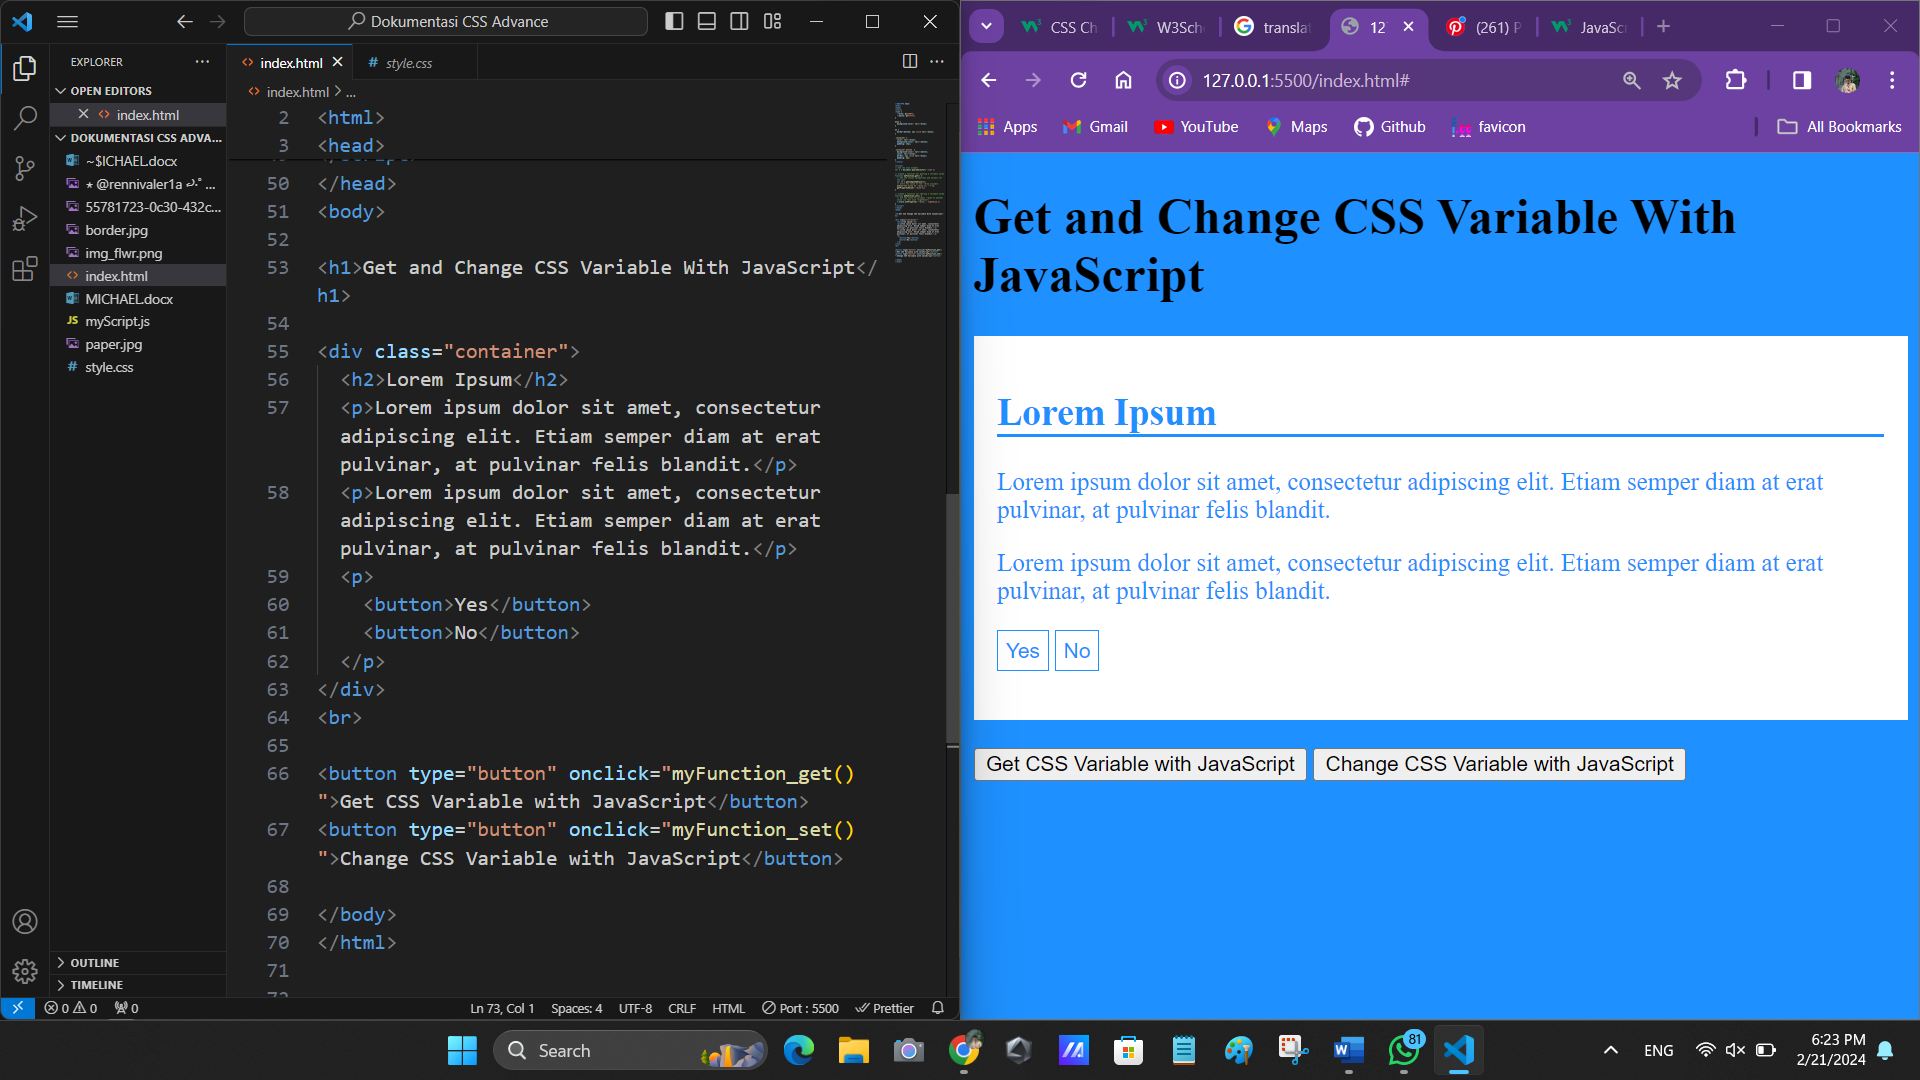 Dokumentasi CSS Advance
EXPLORER
index.html
style.css
OPEN EDITORS
index.html
DOKUMENTASI CSS ADVA...
~$ICHAEL.docx
⋆ @rennivaler1a ౨ৎ˚ ...
55781723-0c30-432c...
border.jpg
img_flwr.png
index.html
MICHAEL.docx
myScript.js
paper.jpg
style.css
OUTLINE
TIMELINE
index.html > ...
2 <html>
3 <head>
50 </head>
51 <body>
52
53 <h1>Get and Change CSS Variable With JavaScript</
h1>
54
55 <div class="container">
56 <h2>Lorem Ipsum</h2>
57 <p>Lorem ipsum dolor sit amet, consectetur
adipiscing elit. Etiam semper diam at erat
pulvinar, at pulvinar felis blandit.</p>
58 <p>Lorem ipsum dolor sit amet, consectetur
adipiscing elit. Etiam semper diam at erat
pulvinar, at pulvinar felis blandit.</p>
59 <p>
60 <button>Yes</button>
61 <button>No</button>
62 </p>
63 </div>
64 <br>
65
66 <button type="button" onclick="myFunction_get()
">Get CSS Variable with JavaScript</button>
67 <button type="button" onclick="myFunction_set()
">Change CSS Variable with JavaScript</button>
68
69 </body>
70 </html>
71
0 0 0
Ln 73, Col 1 Spaces: 4 UTF-8 CRLF HTML Port : 5500 Prettier
CSS Ch
W3Sch
translat
12
(261) P
JavaScr
127.0.0.1:5500/index.html#
Apps Gmail YouTube Maps Github favicon All Bookmarks
Get and Change CSS Variable With
JavaScript
Lorem Ipsum
Lorem ipsum dolor sit amet, consectetur adipiscing elit. Etiam semper diam at erat
pulvinar, at pulvinar felis blandit.
Lorem ipsum dolor sit amet, consectetur adipiscing elit. Etiam semper diam at erat
pulvinar, at pulvinar felis blandit.
Yes No
Get CSS Variable with JavaScript Change CSS Variable with JavaScript
Search
81
ENG
6:23 PM
2/21/2024